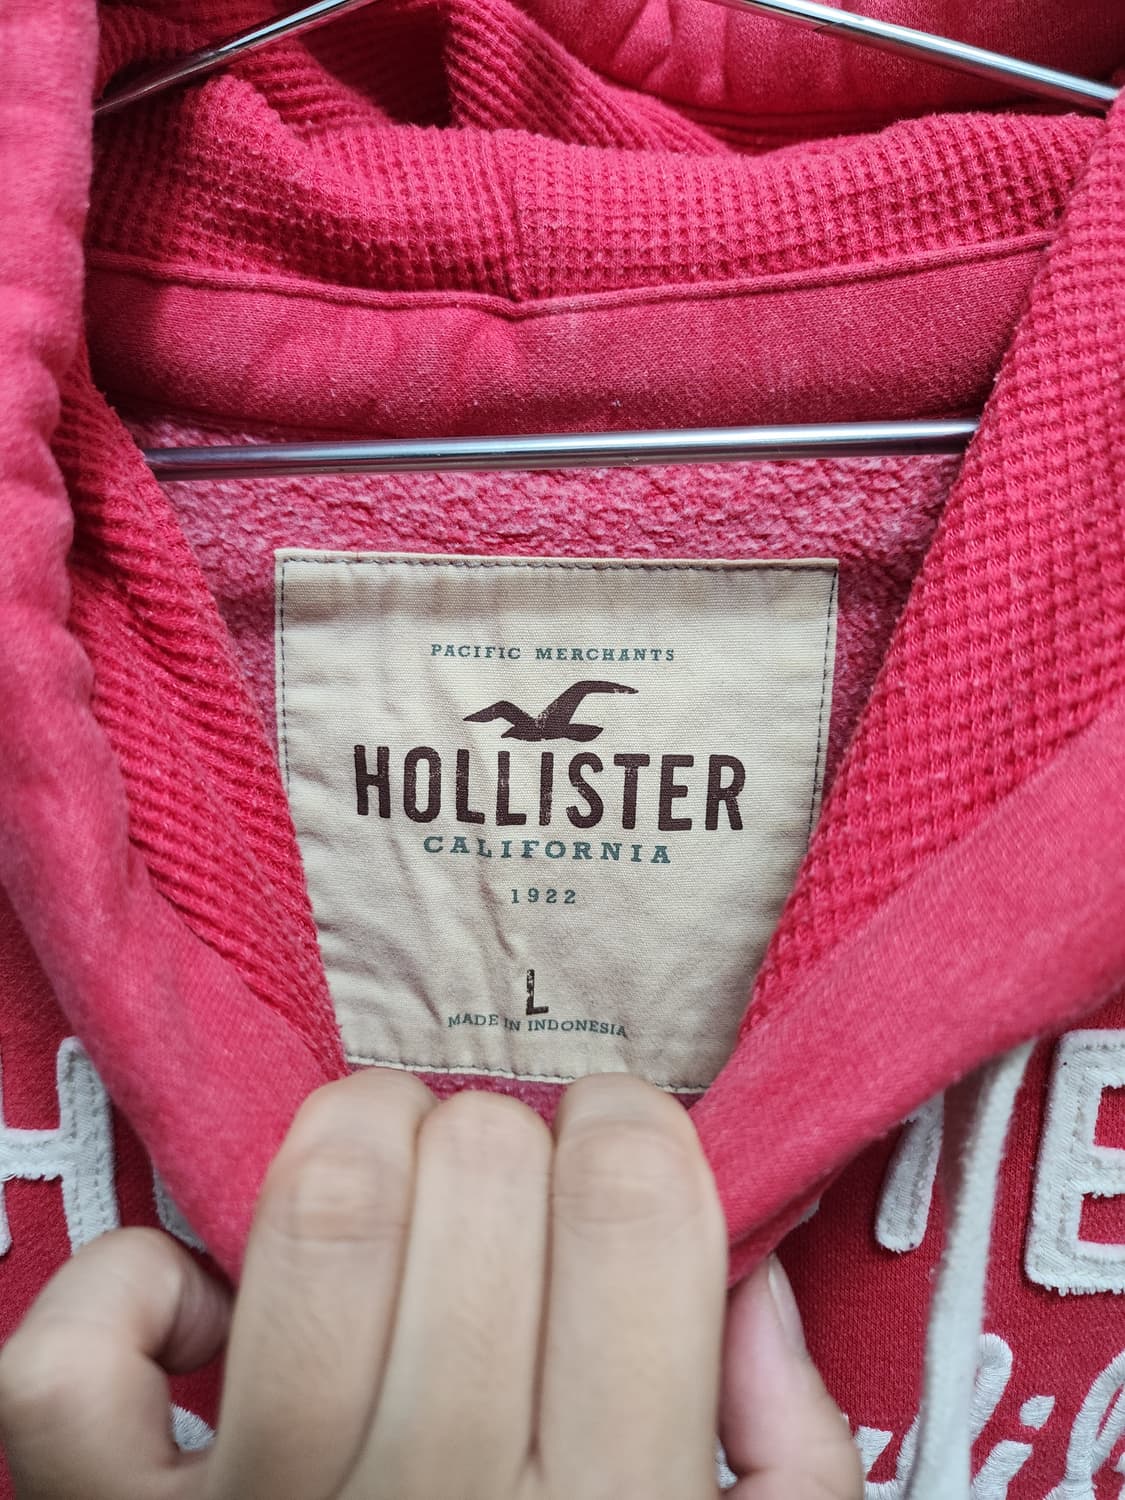 PACIFIC MERCHANTS
HOLLISTER
CALIFORNIA
1922
L
MADE IN INDONESIA
H
E